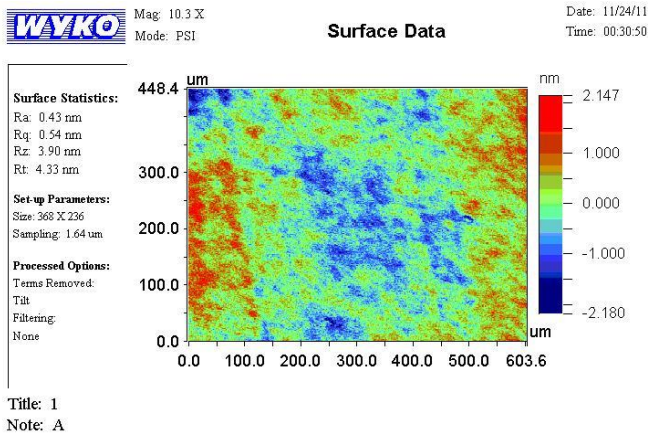 WYKO
Mag: 10.3 X
Mode: PSI
Surface Data
Date: 11/24/11
Time: 00:30:50
Surface Statistics:
Ra: 0.43 nm
Rq: 0.54 nm
Rz: 3.90 nm
Rt: 4.33 nm
Set-up Parameters:
Size: 368 X 236
Sampling: 1.64 um
Processed Options:
Terms Removed:
Tilt
Filtering:
None
um
448.4
300.0
200.0
100.0
0.0
0.0 100.0 200.0 300.0 400.0 500.0 603.6
um
nm
2.147
1.000
0.000
-1.000
-2.180
Title: 1
Note: A